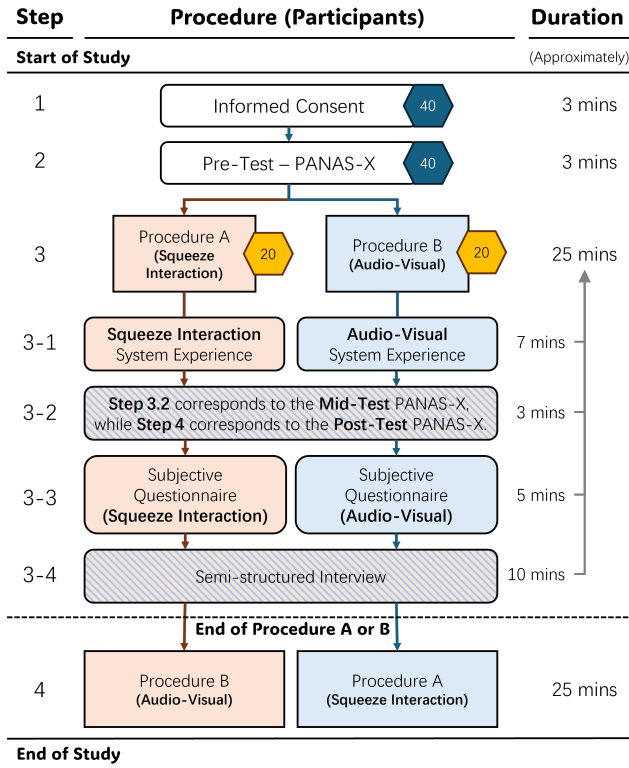 Step Procedure (Participants) Duration
Start of Study (Approximately)
1 Informed Consent 40 3 mins
2 Pre-Test – PANAS-X 40 3 mins
3
Procedure A
(Squeeze
Interaction)
20
Procedure B
(Audio-Visual)
20
25 mins
3-1
Squeeze Interaction
System Experience
Audio-Visual
System Experience
7 mins
3-2
Step 3.2 corresponds to the Mid-Test PANAS-X,
while Step 4 corresponds to the Post-Test PANAS-X.
3 mins
3-3
Subjective
Questionnaire
(Squeeze Interaction)
Subjective
Questionnaire
(Audio-Visual)
5 mins
3-4 Semi-structured Interview 10 mins
End of Procedure A or B
4
Procedure B
(Audio-Visual)
Procedure A
(Squeeze Interaction)
25 mins
End of Study